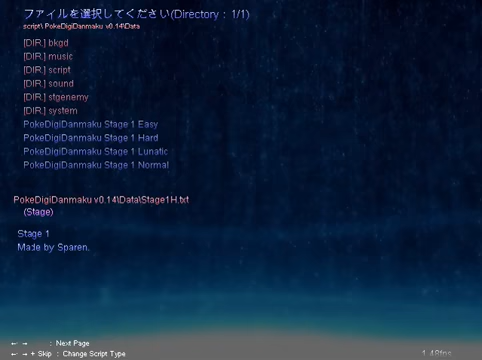 ファイルを選択してください(Directory : 1/1)
script\ PokeDigiDanmaku v0.14\Data
[DIR.] bkgd
[DIR.] music
[DIR.] script
[DIR.] sound
[DIR.] stgenemy
[DIR.] system
PokeDigiDanmaku Stage 1 Easy
PokeDigiDanmaku Stage 1 Hard
PokeDigiDanmaku Stage 1 Lunatic
PokeDigiDanmaku Stage 1 Normal
PokeDigiDanmaku v0.14\Data\Stage1H.txt
(Stage)
Stage 1
Made by Sparen.
← → : Next Page
← → + Skip : Change Script Type
1.48fps